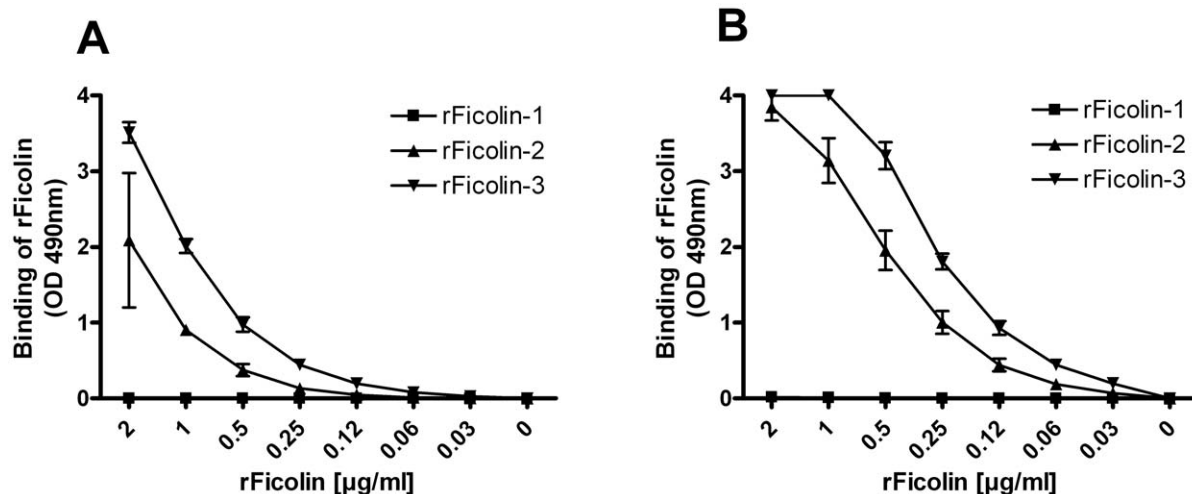 A
Binding of rFicolin
(OD 490nm)
4
3
2
1
0
rFicolin-1
rFicolin-2
rFicolin-3
2
1
0.5
0.25
0.12
0.06
0.03
0
rFicolin [µg/ml]
B
Binding of rFicolin
(OD 490nm)
4
3
2
1
0
rFicolin-1
rFicolin-2
rFicolin-3
2
1
0.5
0.25
0.12
0.06
0.03
0
rFicolin [µg/ml]